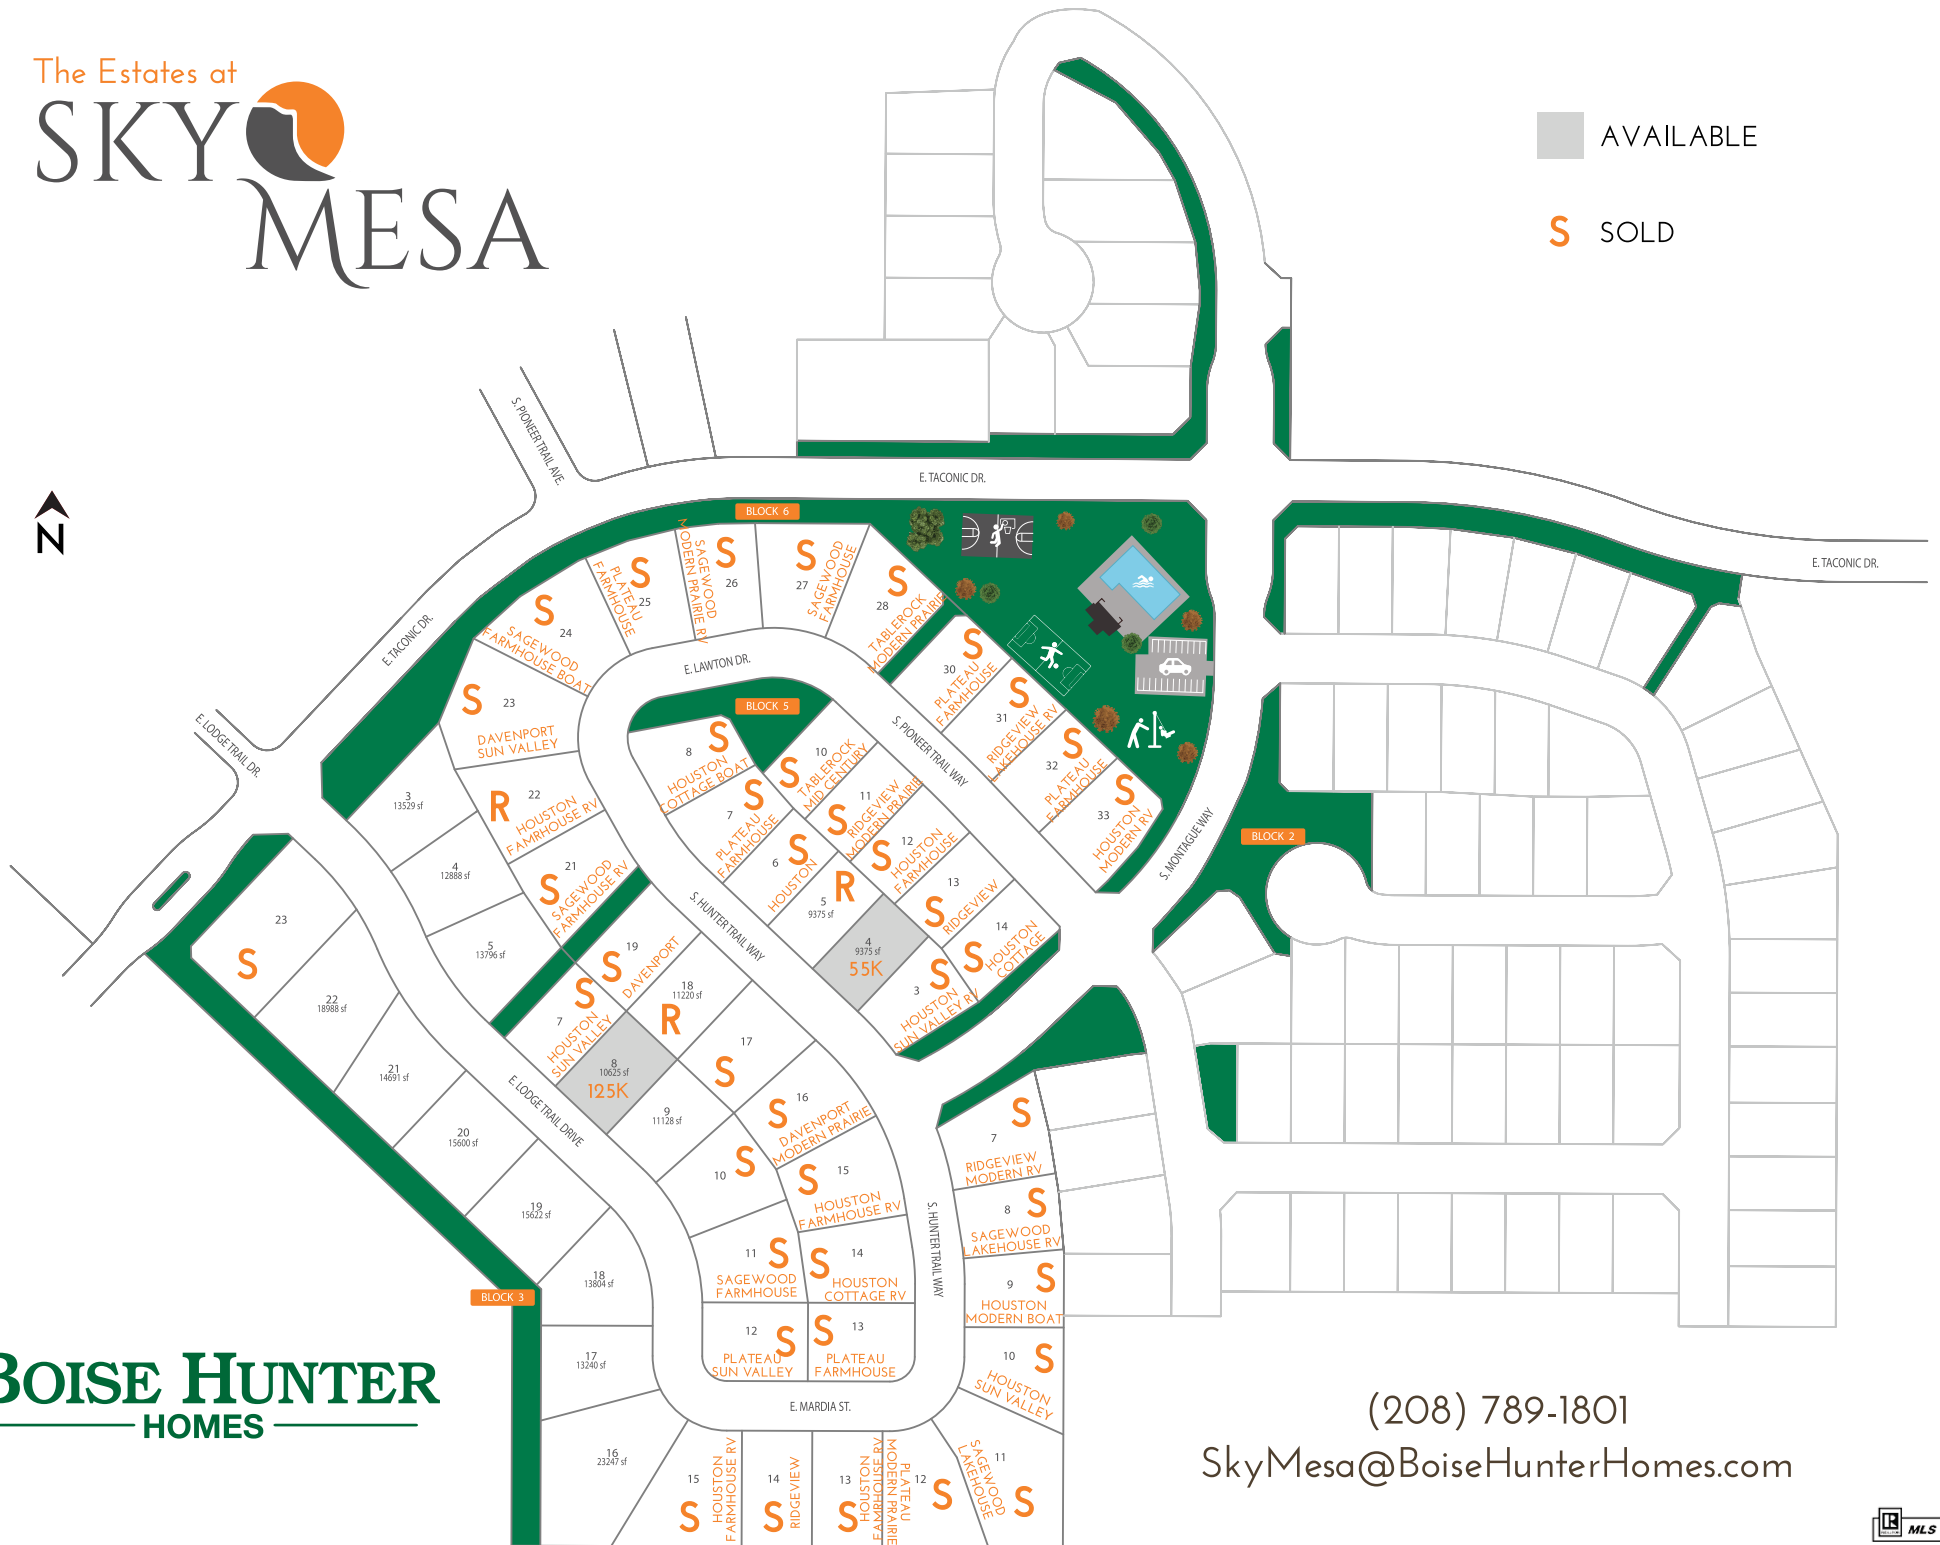 The Estates at
SKY
MESA
AVAILABLE
S SOLD
N
S. PIONEER TRAIL AVE.
E. TACONIC DR.
E. TACONIC DR.
E. TACONIC DR.
E. LODGE TRAIL DR.
E. LAWTON DR.
S. PIONEER TRAIL WAY
S. MONTAGUE WAY
S. HUNTER TRAIL WAY
E. LODGE TRAIL DRIVE
S. HUNTER TRAIL WAY
E. MARDIA ST.
BLOCK 6
S
24
SAGEWOOD
FARMHOUSE BOAT
S
25
PLATEAU
FARMHOUSE
S
26
SAGEWOOD
MODERN PRAIRIE RV
S
27
SAGEWOOD
FARMHOUSE
S
28
TABLEROCK
MODERN PRAIRIE
S
30
PLATEAU
FARMHOUSE
S
31
RIDGEVIEW
LAKEHOUSE RV
S
32
PLATEAU
FARMHOUSE
S
33
HOUSTON
MODERN RV
S
23
DAVENPORT
SUN VALLEY
R
22
HOUSTON
FAMRHOUSE RV
S
21
SAGEWOOD
FARMHOUSE RV
3
13529 sf
4
12888 sf
5
13796 sf
S
19
DAVENPORT
S
7
HOUSTON
SUN VALLEY
18
11220 sf
R
8
10625 sf
125K
9
11128 sf
17
S
16
S
DAVENPORT
MODERN PRAIRIE
10
S
15
S
HOUSTON
FARMHOUSE RV
11
S
SAGEWOOD
FARMHOUSE
14
S
HOUSTON
COTTAGE RV
12
S
PLATEAU
SUN VALLEY
13
S
PLATEAU
FARMHOUSE
BLOCK 5
8
S
HOUSTON
COTTAGE BOAT
7
S
PLATEAU
FARMHOUSE
6
S
HOUSTON
5
9375 sf
R
4
9375 sf
55K
3
S
HOUSTON
SUN VALLEY RV
10
S
TABLEROCK
MID CENTURY
11
S
RIDGEVIEW
MODERN PRAIRIE
12
S
HOUSTON
FARMHOUSE
13
S
RIDGEVIEW
14
S
HOUSTON
COTTAGE
BLOCK 2
BLOCK 3
23
S
22
18988 sf
21
14691 sf
20
15600 sf
19
15622 sf
18
13804 sf
17
13240 sf
16
23247 sf
15
S
HOUSTON
FARMHOUSE RV
14
S
RIDGEVIEW
13
S
HOUSTON
FAMRHOUSE RV
12
S
PLATEAU
MODERN PRAIRIE
11
S
SAGEWOOD
LAKEHOUSE
10
S
HOUSTON
SUN VALLEY
9
S
HOUSTON
MODERN BOAT
8
S
SAGEWOOD
LAKEHOUSE RV
7
S
RIDGEVIEW
MODERN RV
BOISE HUNTER
HOMES
(208) 789-1801
SkyMesa@BoiseHunterHomes.com
R
MLS